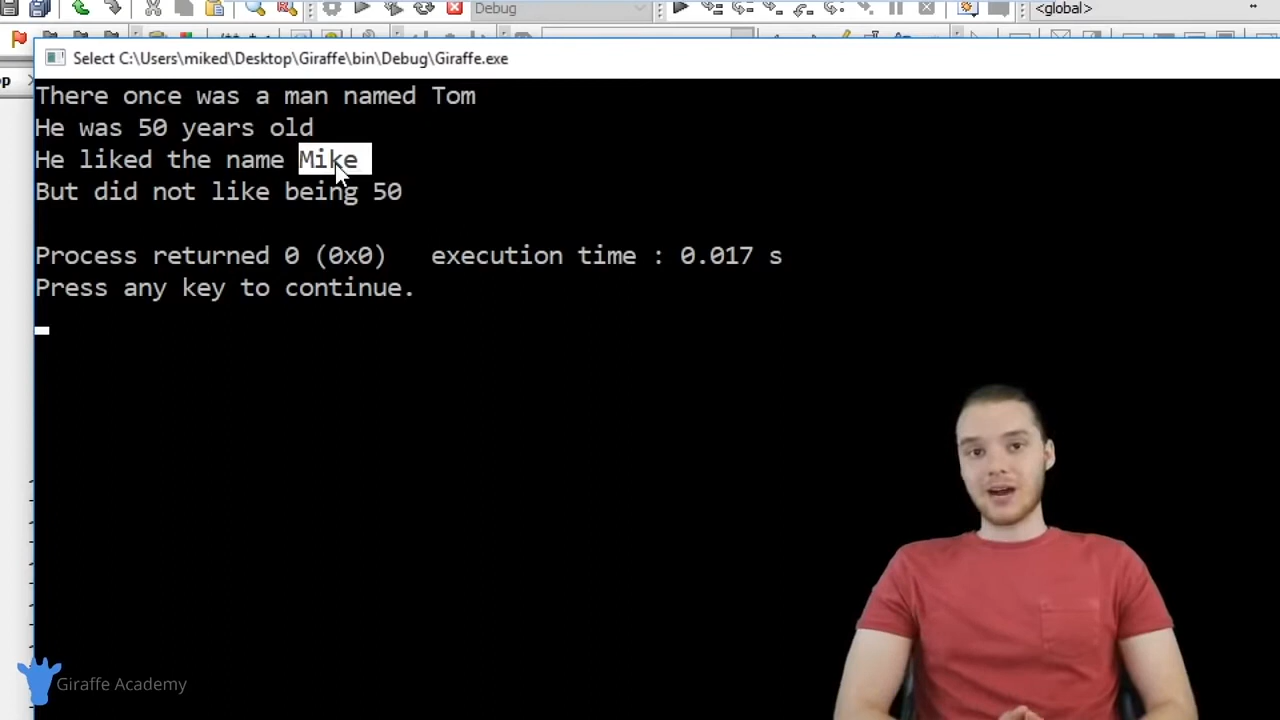 Debug
<global>
Select C:\Users\miked\Desktop\Giraffe\bin\Debug\Giraffe.exe
op
There once was a man named Tom
He was 50 years old
He liked the name Mike
But did not like being 50
Process returned 0 (0x0)   execution time : 0.017 s
Press any key to continue.
Giraffe Academy